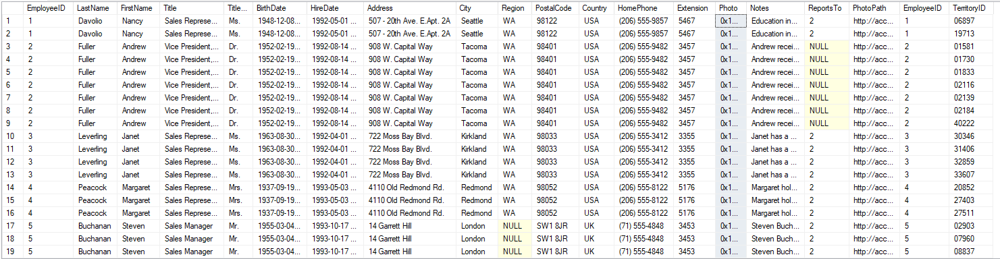 EmployeeID LastName FirstName Title Title... BirthDate HireDate Address City Region PostalCode Country HomePhone Extension Photo Notes ReportsTo PhotoPath EmployeeID TerritoryID
1 1 Davolio Nancy Sales Represe... Ms. 1948-12-08... 1992-05-01 ... 507 - 20th Ave. E.Apt. 2A Seattle WA 98122 USA (206) 555-9857 5467 0x1... Education in... 2 http://acc... 1 06897
2 1 Davolio Nancy Sales Represe... Ms. 1948-12-08... 1992-05-01 ... 507 - 20th Ave. E.Apt. 2A Seattle WA 98122 USA (206) 555-9857 5467 0x1... Education in... 2 http://acc... 1 19713
3 2 Fuller Andrew Vice President,... Dr. 1952-02-19... 1992-08-14 ... 908 W. Capital Way Tacoma WA 98401 USA (206) 555-9482 3457 0x1... Andrew recei... NULL http://acc... 2 01581
4 2 Fuller Andrew Vice President,... Dr. 1952-02-19... 1992-08-14 ... 908 W. Capital Way Tacoma WA 98401 USA (206) 555-9482 3457 0x1... Andrew recei... NULL http://acc... 2 01730
5 2 Fuller Andrew Vice President,... Dr. 1952-02-19... 1992-08-14 ... 908 W. Capital Way Tacoma WA 98401 USA (206) 555-9482 3457 0x1... Andrew recei... NULL http://acc... 2 01833
6 2 Fuller Andrew Vice President,... Dr. 1952-02-19... 1992-08-14 ... 908 W. Capital Way Tacoma WA 98401 USA (206) 555-9482 3457 0x1... Andrew recei... NULL http://acc... 2 02116
7 2 Fuller Andrew Vice President,... Dr. 1952-02-19... 1992-08-14 ... 908 W. Capital Way Tacoma WA 98401 USA (206) 555-9482 3457 0x1... Andrew recei... NULL http://acc... 2 02139
8 2 Fuller Andrew Vice President,... Dr. 1952-02-19... 1992-08-14 ... 908 W. Capital Way Tacoma WA 98401 USA (206) 555-9482 3457 0x1... Andrew recei... NULL http://acc... 2 02184
9 2 Fuller Andrew Vice President,... Dr. 1952-02-19... 1992-08-14 ... 908 W. Capital Way Tacoma WA 98401 USA (206) 555-9482 3457 0x1... Andrew recei... NULL http://acc... 2 40222
10 3 Leverling Janet Sales Represe... Ms. 1963-08-30... 1992-04-01 ... 722 Moss Bay Blvd. Kirkland WA 98033 USA (206) 555-3412 3355 0x1... Janet has a ... 2 http://acc... 3 30346
11 3 Leverling Janet Sales Represe... Ms. 1963-08-30... 1992-04-01 ... 722 Moss Bay Blvd. Kirkland WA 98033 USA (206) 555-3412 3355 0x1... Janet has a ... 2 http://acc... 3 31406
12 3 Leverling Janet Sales Represe... Ms. 1963-08-30... 1992-04-01 ... 722 Moss Bay Blvd. Kirkland WA 98033 USA (206) 555-3412 3355 0x1... Janet has a ... 2 http://acc... 3 32859
13 3 Leverling Janet Sales Represe... Ms. 1963-08-30... 1992-04-01 ... 722 Moss Bay Blvd. Kirkland WA 98033 USA (206) 555-3412 3355 0x1... Janet has a ... 2 http://acc... 3 33607
14 4 Peacock Margaret Sales Represe... Mrs. 1937-09-19... 1993-05-03 ... 4110 Old Redmond Rd. Redmond WA 98052 USA (206) 555-8122 5176 0x1... Margaret hol... 2 http://acc... 4 20852
15 4 Peacock Margaret Sales Represe... Mrs. 1937-09-19... 1993-05-03 ... 4110 Old Redmond Rd. Redmond WA 98052 USA (206) 555-8122 5176 0x1... Margaret hol... 2 http://acc... 4 27403
16 4 Peacock Margaret Sales Represe... Mrs. 1937-09-19... 1993-05-03 ... 4110 Old Redmond Rd. Redmond WA 98052 USA (206) 555-8122 5176 0x1... Margaret hol... 2 http://acc... 4 27511
17 5 Buchanan Steven Sales Manager Mr. 1955-03-04... 1993-10-17 ... 14 Garrett Hill London NULL SW1 8JR UK (71) 555-4848 3453 0x1... Steven Buch... 2 http://acc... 5 02903
18 5 Buchanan Steven Sales Manager Mr. 1955-03-04... 1993-10-17 ... 14 Garrett Hill London NULL SW1 8JR UK (71) 555-4848 3453 0x1... Steven Buch... 2 http://acc... 5 07960
19 5 Buchanan Steven Sales Manager Mr. 1955-03-04... 1993-10-17 ... 14 Garrett Hill London NULL SW1 8JR UK (71) 555-4848 3453 0x1... Steven Buch... 2 http://acc... 5 08837